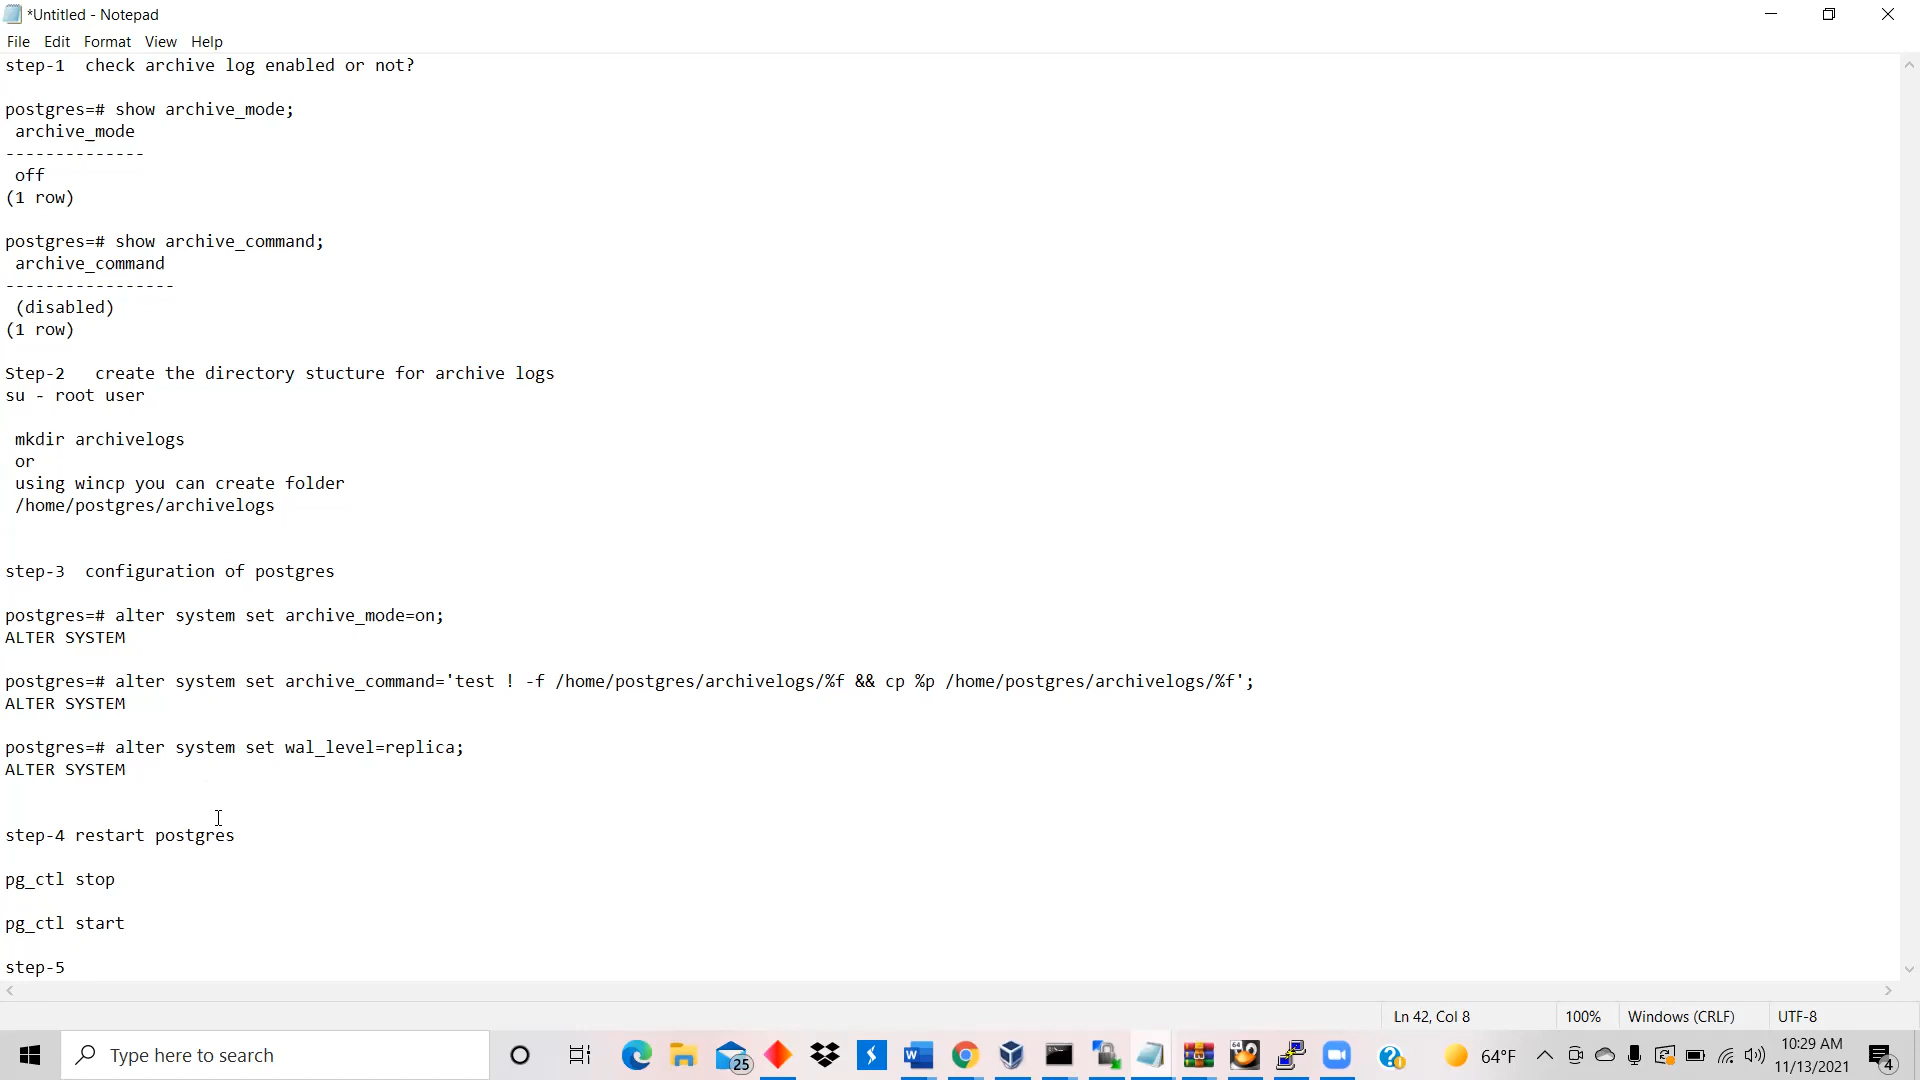 *Untitled - Notepad
File Edit Format View Help
step-1  check archive log enabled or not?
postgres=# show archive_mode;
archive_mode
--------------
off
(1 row)
postgres=# show archive_command;
archive_command
-----------------
(disabled)
(1 row)
Step-2   create the directory stucture for archive logs
su - root user
mkdir archivelogs
or
using wincp you can create folder
/home/postgres/archivelogs
step-3  configuration of postgres
postgres=# alter system set archive_mode=on;
ALTER SYSTEM
postgres=# alter system set archive_command='test ! -f /home/postgres/archivelogs/%f && cp %p /home/postgres/archivelogs/%f';
ALTER SYSTEM
postgres=# alter system set wal_level=replica;
ALTER SYSTEM
step-4 restart postgres
pg_ctl stop
pg_ctl start
step-5
Ln 42, Col 8 100% Windows (CRLF) UTF-8
Type here to search
25
64
64°F
10:29 AM
11/13/2021
4